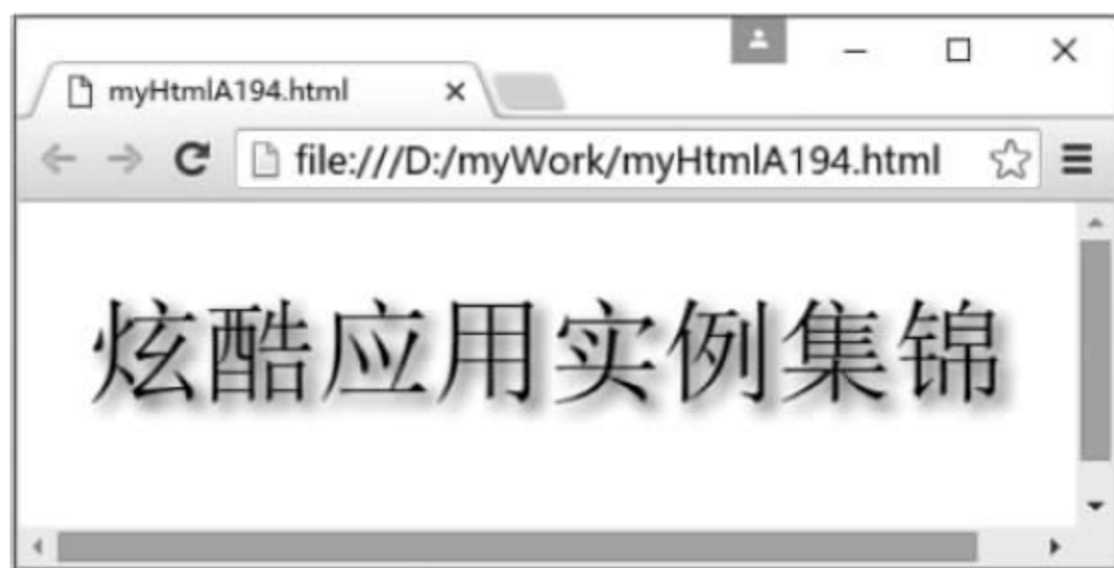 myHtmlA194.html
file:///D:/myWork/myHtmlA194.html
炫酷应用实例集锦